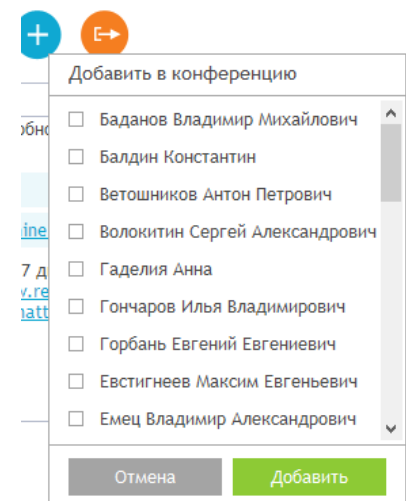 Добавить в конференцию
Баданов Владимир Михайлович
Балдин Константин
Ветошников Антон Петрович
Волокитин Сергей Александрович
Гаделия Анна
Гончаров Илья Владимирович
Горбань Евгений Евгениевич
Евстигнеев Максим Евгеньевич
Емец Владимир Александрович
Отмена Добавить